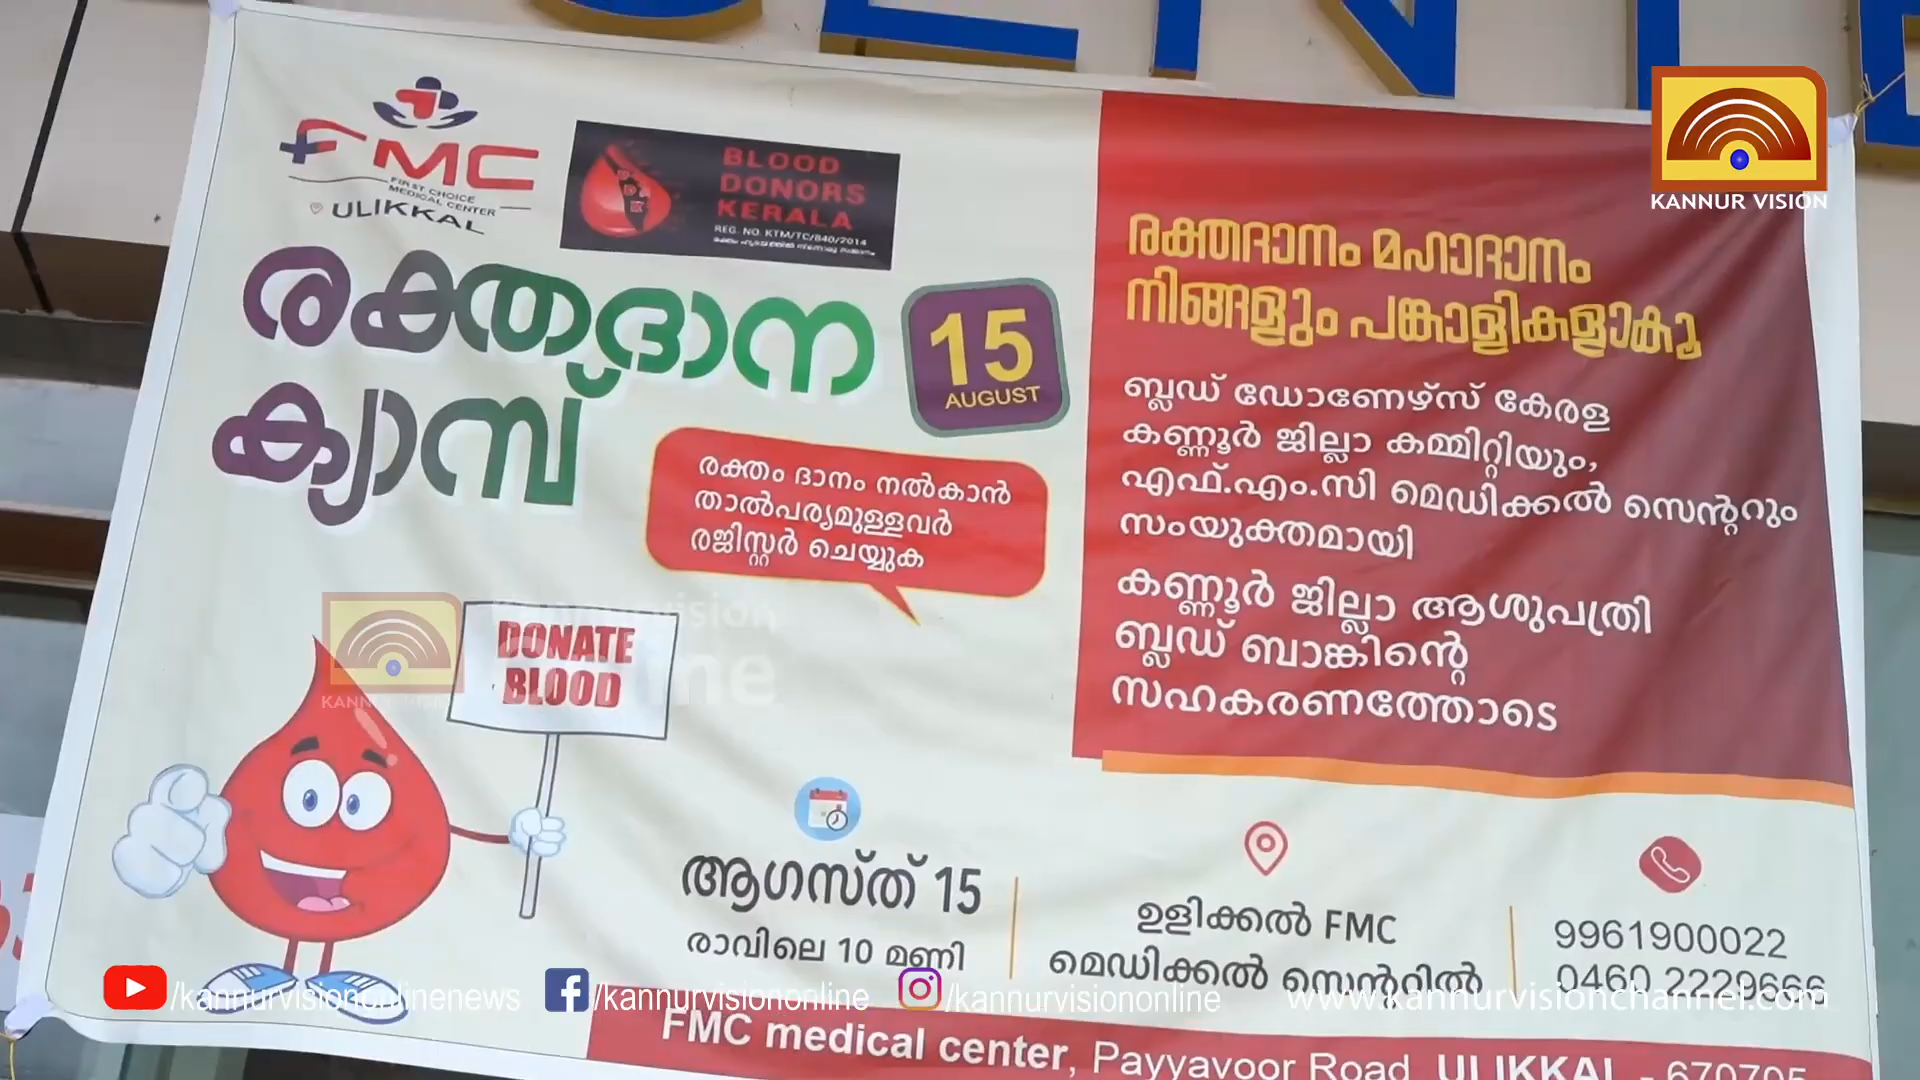 KANNUR VISION
FMC
FIRST CHOICE
MEDICAL CENTER
ULIKKAL
BLOOD
DONORS
KERALA
REG. NO. KTM/TC/840/2014
രക്തദാന
ക്യാമ്പ്
15
AUGUST
രക്തം ദാനം നൽകാൻ
താൽപര്യമുള്ളവർ
രജിസ്റ്റർ ചെയ്യുക
രക്തദാനം മഹാദാനം
നിങ്ങളും പങ്കാളികളാകൂ
ബ്ലഡ് ഡോണേഴ്സ് കേരള
കണ്ണൂർ ജില്ലാ കമ്മിറ്റിയും,
എഫ്.എം.സി മെഡിക്കൽ സെന്ററും
സംയുക്തമായി
കണ്ണൂർ ജില്ലാ ആശുപത്രി
ബ്ലഡ് ബാങ്കിന്റെ
സഹകരണത്തോടെ
DONATE
BLOOD
ആഗസ്ത് 15
രാവിലെ 10 മണി
ഉളിക്കൽ FMC
മെഡിക്കൽ സെന്ററിൽ
9961900022
0460 2229666
/kannurvisiononlinenews /kannurvisiononline /kannurvisiononline www.kannurvisionchannel.com
FMC medical center, Payyavoor Road, ULIKKAL - 670705